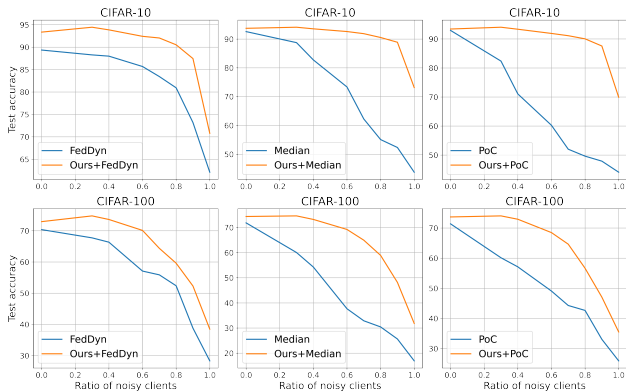 CIFAR-10
Test accuracy
95
90
85
80
75
70
65
FedDyn
Ours+FedDyn
0.0 0.2 0.4 0.6 0.8 1.0
CIFAR-10
90
80
70
60
50
Median
Ours+Median
0.0 0.2 0.4 0.6 0.8 1.0
CIFAR-10
90
80
70
60
50
PoC
Ours+PoC
0.0 0.2 0.4 0.6 0.8 1.0
CIFAR-100
Test accuracy
70
60
50
40
30
FedDyn
Ours+FedDyn
0.0 0.2 0.4 0.6 0.8 1.0
Ratio of noisy clients
CIFAR-100
70
60
50
40
30
20
Median
Ours+Median
0.0 0.2 0.4 0.6 0.8 1.0
Ratio of noisy clients
CIFAR-100
70
60
50
40
30
PoC
Ours+PoC
0.0 0.2 0.4 0.6 0.8 1.0
Ratio of noisy clients